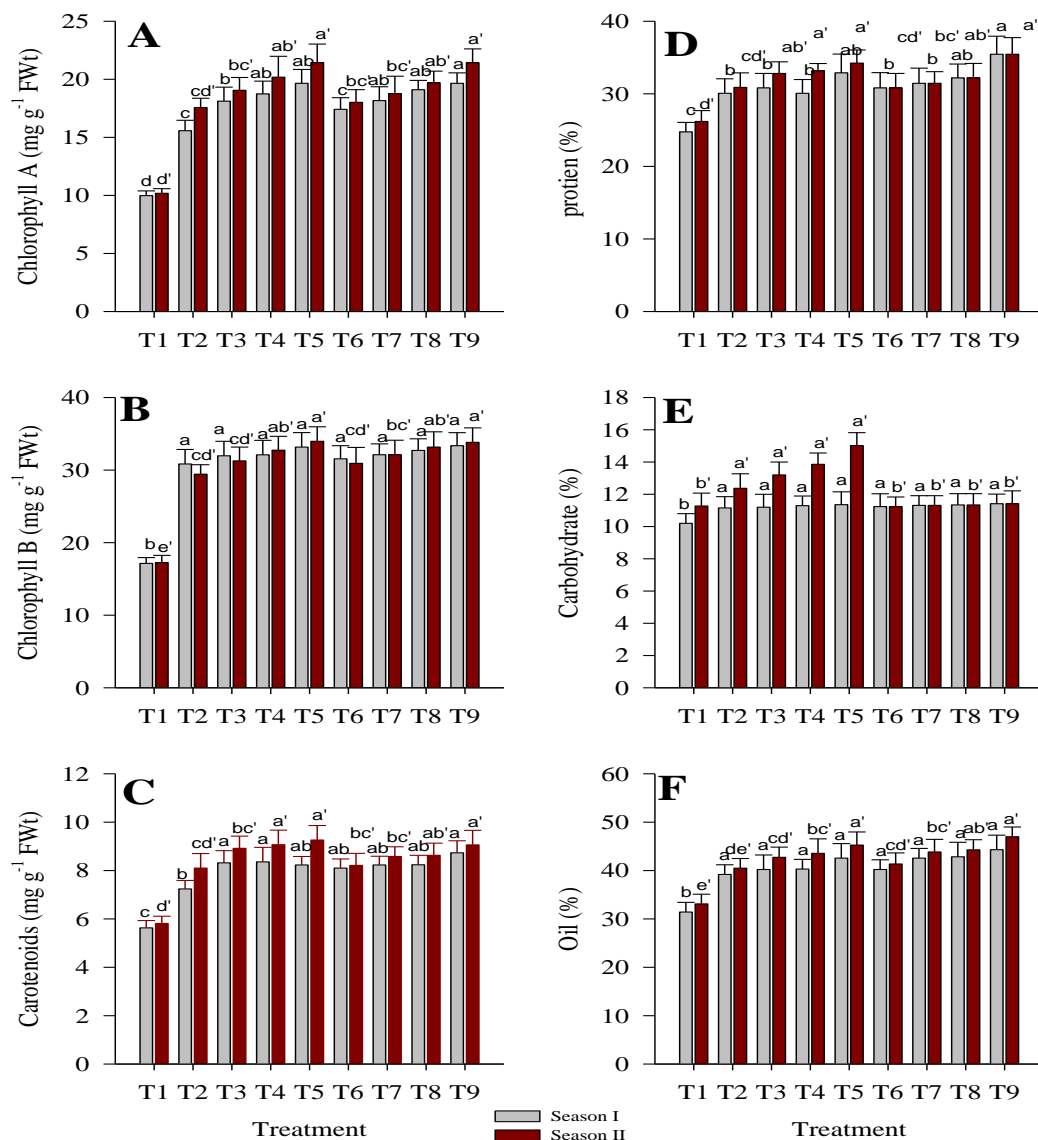 A
Chlorophyll A (mg g-1 FWt)
25
20
15
10
5
0
d d' c cd' b bc' ab ab' a a' c bc' ab bc' ab ab' a a'
T1 T2 T3 T4 T5 T6 T7 T8 T9
D
protien (%)
40
30
20
10
0
c d' b cd' b ab' b a' ab a' b cd' b bc' ab ab' a a'
T1 T2 T3 T4 T5 T6 T7 T8 T9
B
Chlorophyll B (mg g-1 FWt)
40
30
20
10
0
b e' a d' a cd' a ab' a a' a cd' a bc' a ab' a a'
T1 T2 T3 T4 T5 T6 T7 T8 T9
E
Carbohydrate (%)
18
16
14
12
10
8
6
4
2
0
b b' a a' a a' a a' a a' a b' a b' a b' a b'
T1 T2 T3 T4 T5 T6 T7 T8 T9
C
Carotenoids (mg g-1 FWt)
12
10
8
6
4
2
0
c d' b cd' a bc' a a' ab a' ab bc' ab bc' ab ab' a a'
T1 T2 T3 T4 T5 T6 T7 T8 T9
Treatment
F
Oil (%)
60
50
40
30
20
10
0
b e' a de' a cd' a bc' a a' a cd' a bc' a ab' a a'
T1 T2 T3 T4 T5 T6 T7 T8 T9
Treatment
Season I
Season II